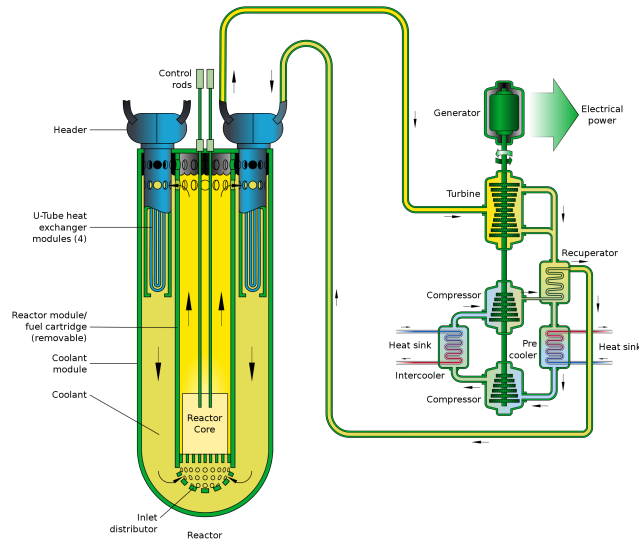 Control
rods
Header
U-Tube heat
exchanger
modules (4)
Reactor module/
fuel cartridge
(removable)
Coolant
module
Coolant
Reactor
Core
Inlet
distributor
Reactor
Generator
Electrical
power
Turbine
Recuperator
Compressor
Heat sink
Pre
cooler
Heat sink
Intercooler
Compressor